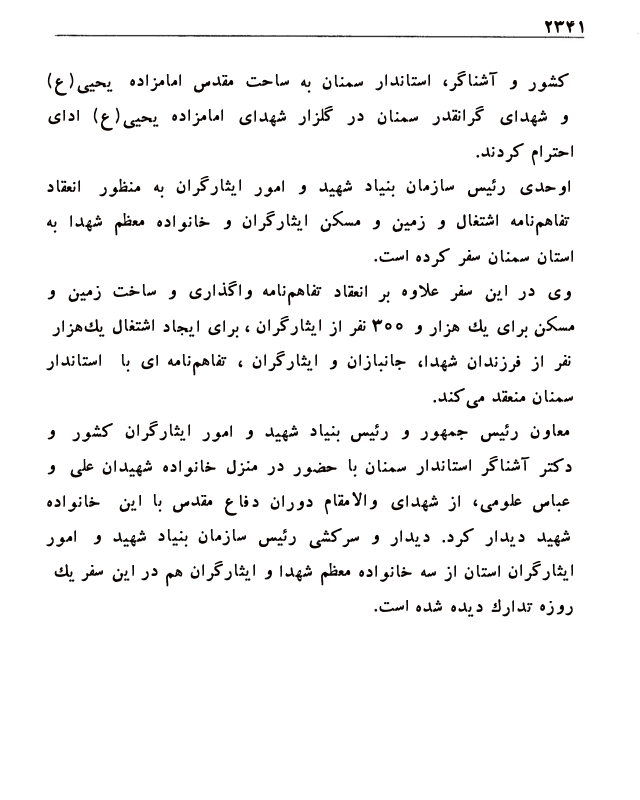 ۲۳۴۱
کشور و آشناگر، استاندار سمنان به ساحت مقدس امامزاده یحیی(ع)
و شهدای گرانقدر سمنان در گلزار شهدای امامزاده یحیی(ع) ادای
احترام کردند.
اوحدی رئیس سازمان بنیاد شهید و امور ایثارگران به منظور انعقاد
تفاهم‌نامه اشتغال و زمین و مسکن ایثارگران و خانواده معظم شهدا به
استان سمنان سفر کرده است.
وی در این سفر علاوه بر انعقاد تفاهم‌نامه واگذاری و ساخت زمین و
مسکن برای یك هزار و ۳۰۰ نفر از ایثارگران ، برای ایجاد اشتغال یك‌هزار
نفر از فرزندان شهدا، جانبازان و ایثارگران ، تفاهم‌نامه ای با استاندار
سمنان منعقد می‌کند.
معاون رئیس جمهور و رئیس بنیاد شهید و امور ایثارگران کشور و
دکتر آشناگر استاندار سمنان با حضور در منزل خانواده شهیدان علی و
عباس علومی، از شهدای والامقام دوران دفاع مقدس با این خانواده
شهید دیدار کرد. دیدار و سرکشی رئیس سازمان بنیاد شهید و امور
ایثارگران استان از سه خانواده معظم شهدا و ایثارگران هم در این سفر یك
روزه تدارك دیده شده است.